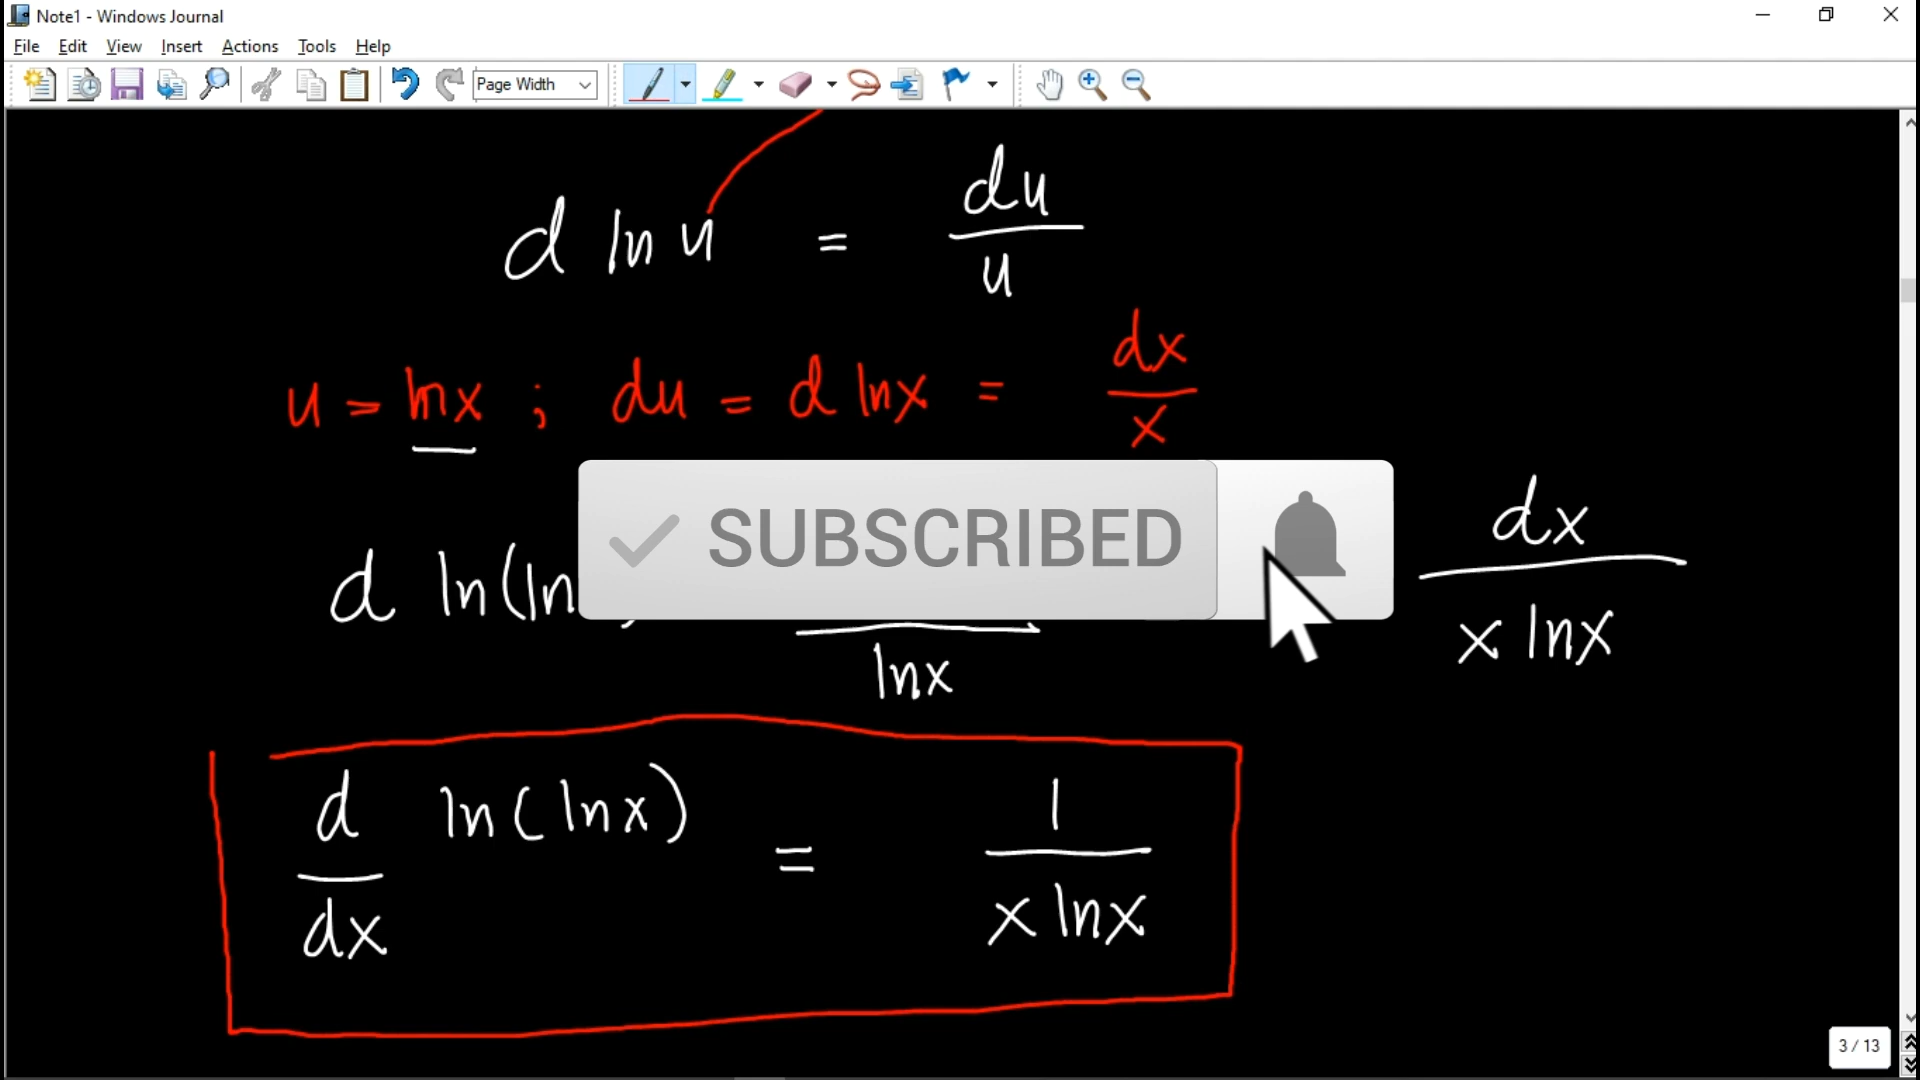 Note1 - Windows Journal
File Edit View Insert Actions Tools Help
Page Width
d ln u = du/u
u = lnx ; du = d lnx = dx/x
d ln(ln
lnx
dx/x lnx
SUBSCRIBED
d/dx ln(lnx) = 1/x lnx
3 / 13